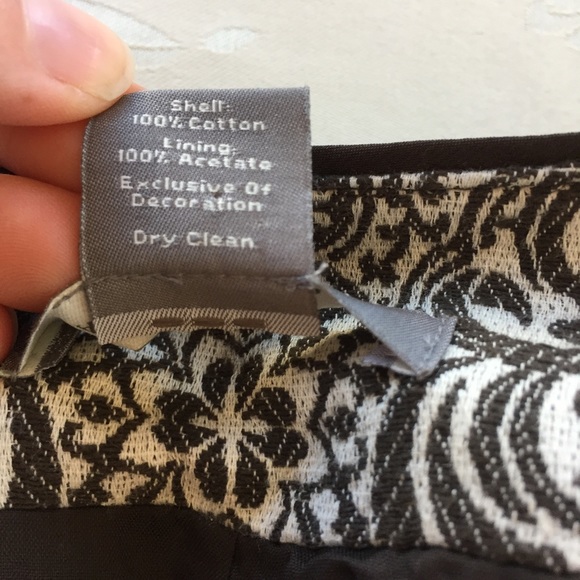 Shell:
100% Cotton
Lining:
100% Acetate
Exclusive Of
Decoration
Dry Clean